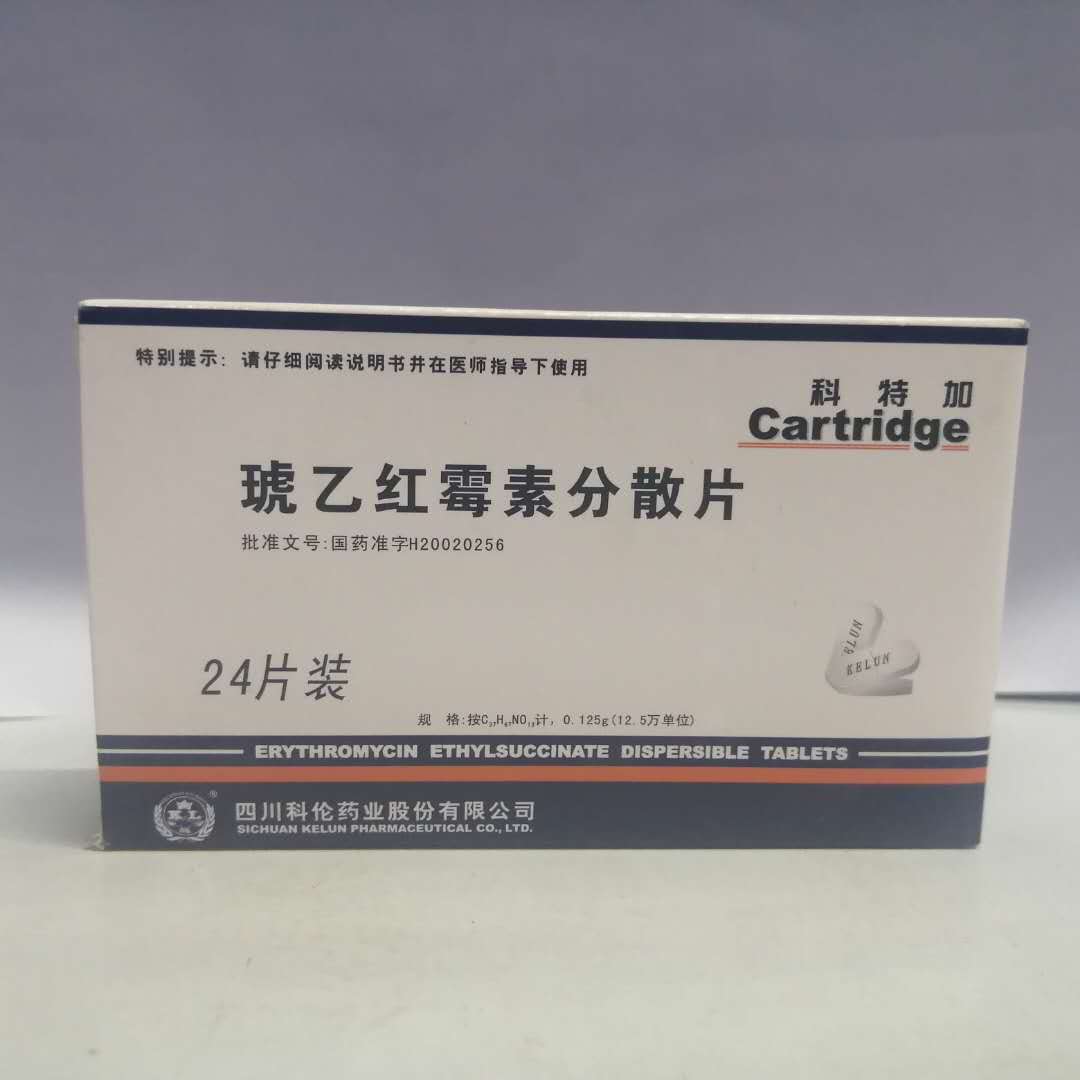 特别提示：请仔细阅读说明书并在医师指导下使用
科特加
Cartridge
琥乙红霉素分散片
批准文号:国药准字H20020256
KELUN
24片装
规 格:按C₃₇H₆₇NO₁₃计，0.125g(12.5万单位)
ERYTHROMYCIN ETHYLSUCCINATE DISPERSIBLE TABLETS
KL
®
四川科伦药业股份有限公司
SICHUAN KELUN PHARMACEUTICAL CO., LTD.